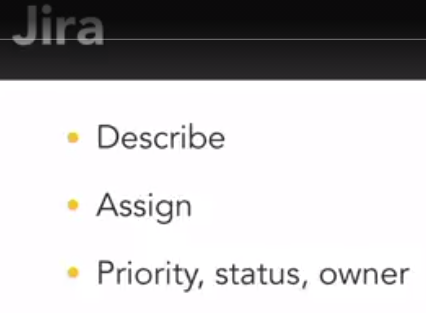 Jira
Describe
Assign
Priority, status, owner